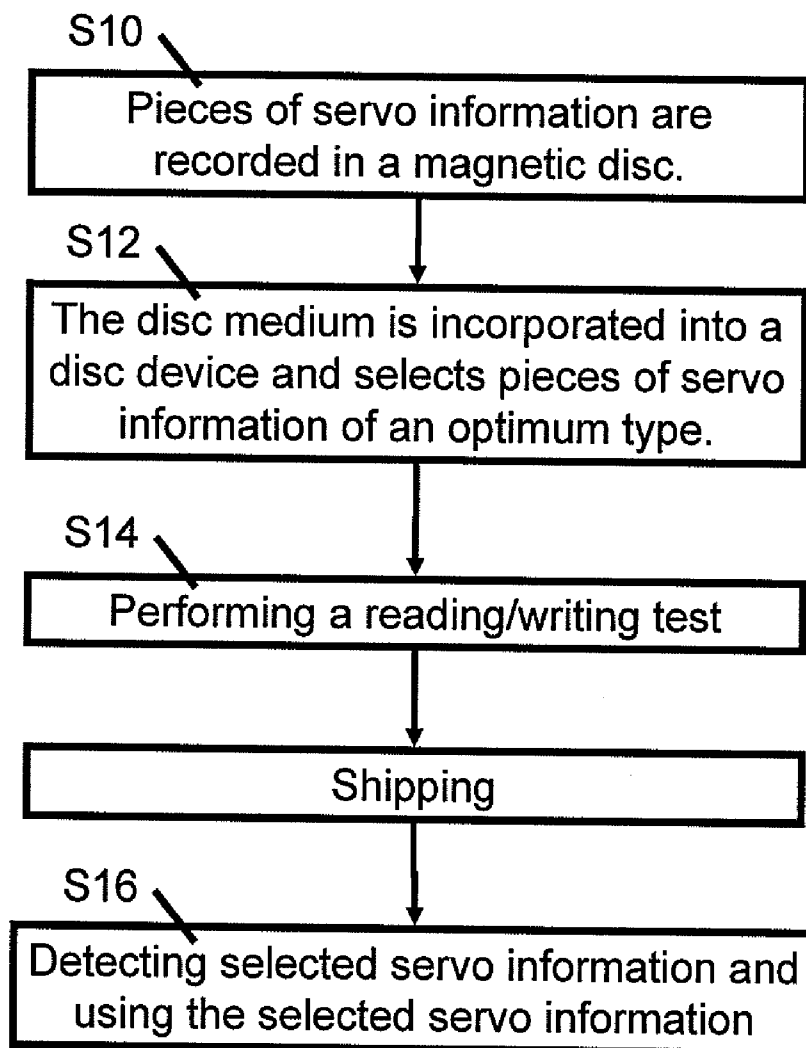 S10
Pieces of servo information are
recorded in a magnetic disc.
S12
The disc medium is incorporated into a
disc device and selects pieces of servo
information of an optimum type.
S14
Performing a reading/writing test
Shipping
S16
Detecting selected servo information and
using the selected servo information